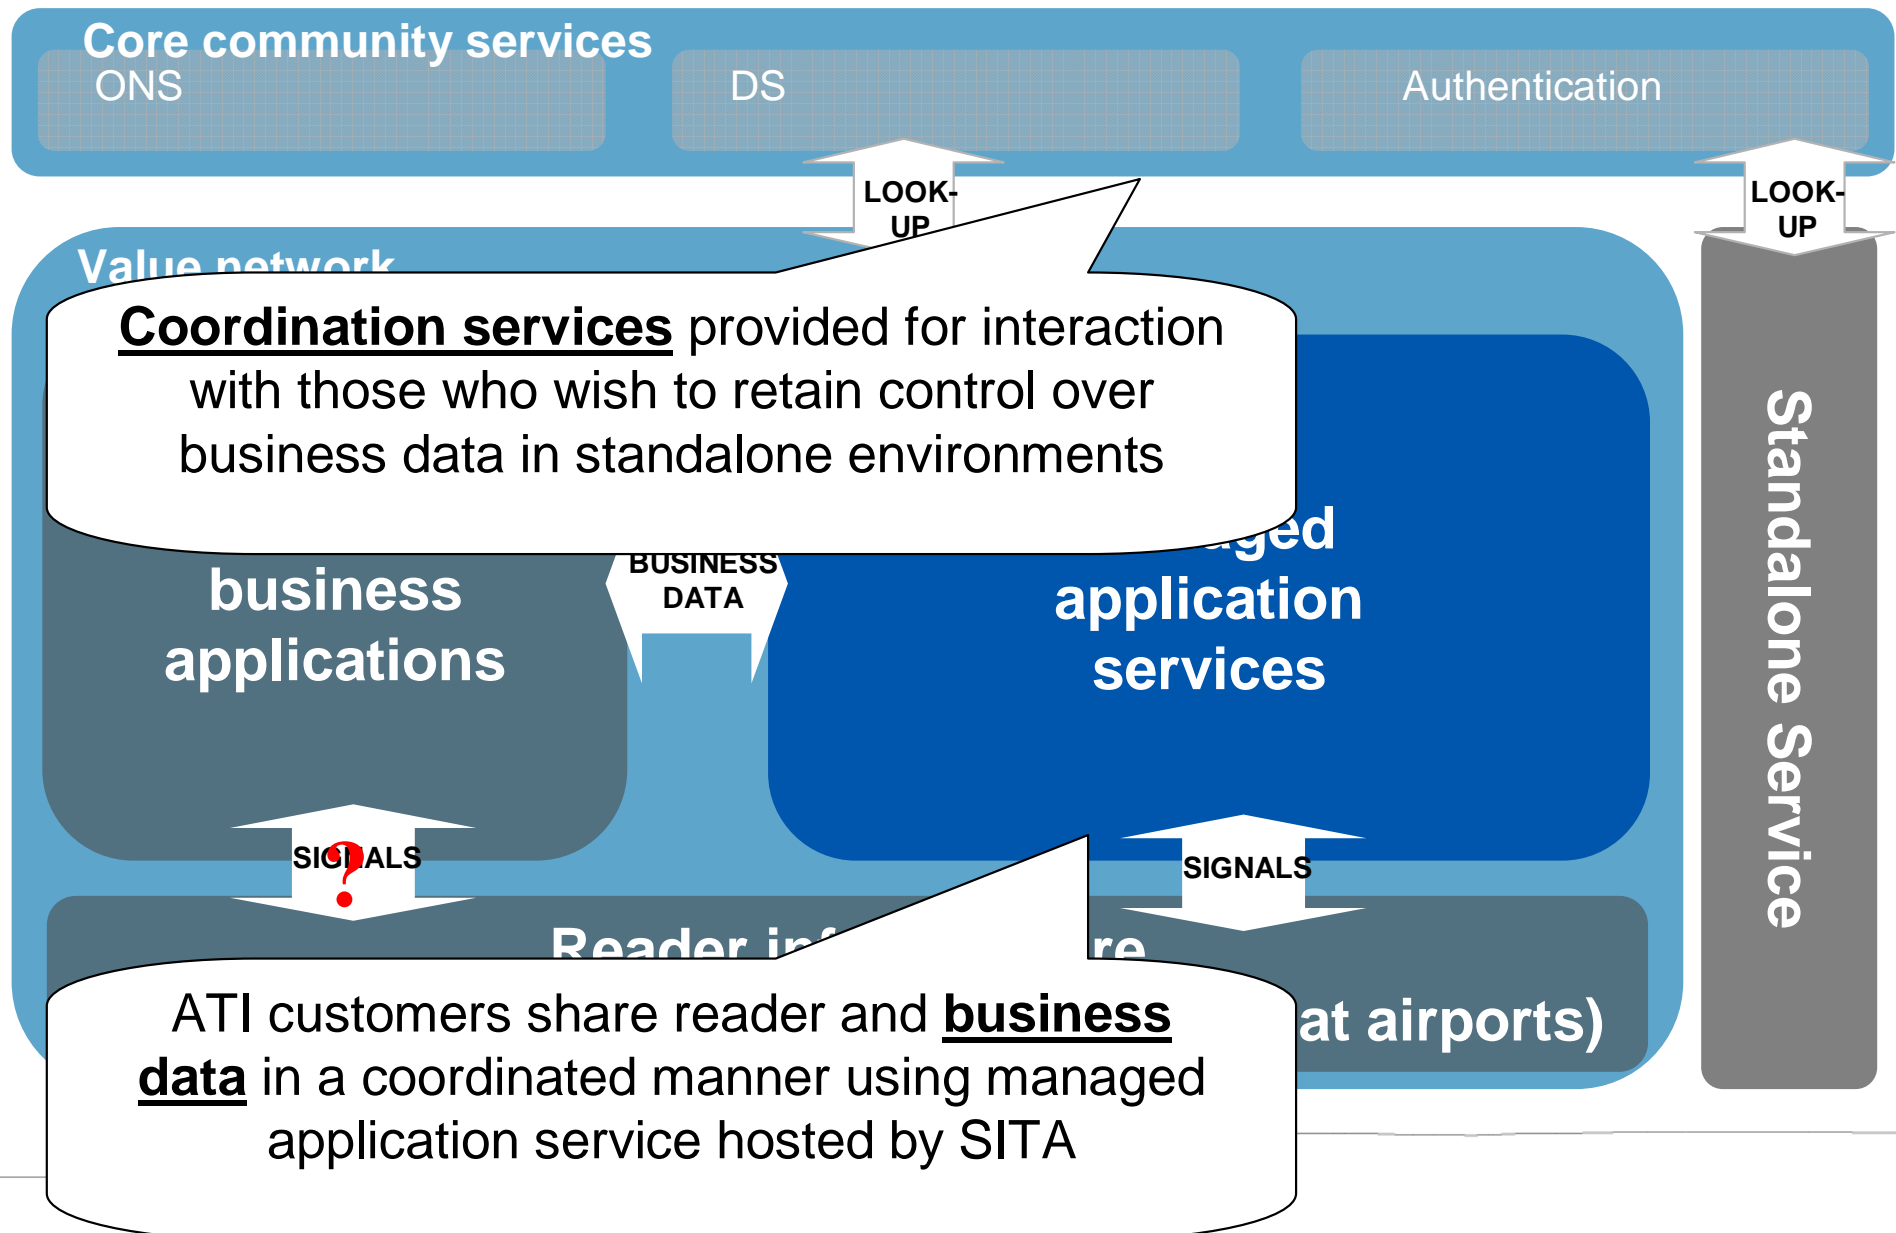 Core community services
ONS
DS
Authentication
LOOK-
UP
LOOK-
UP
Value network
Coordination services provided for interaction
with those who wish to retain control over
business data in standalone environments
BUSINESS
DATA
business
applications
application
services
Standalone Service
SIGNALS
?
SIGNALS
Reader
at airports)
ATI customers share reader and business
data in a coordinated manner using managed
application service hosted by SITA